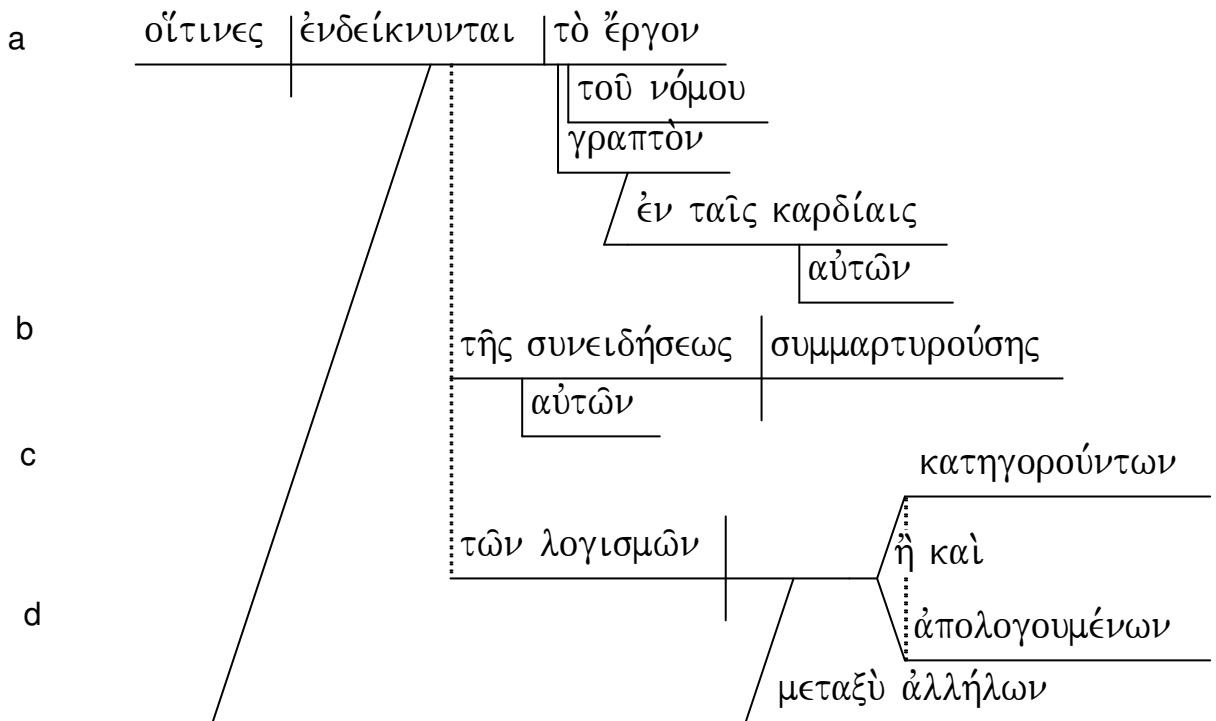 a οἵτινες ἐνδείκνυνται τὸ ἔργον
τοῦ νόμου
γραπτὸν
ἐν ταῖς καρδίαις
αὐτῶν
b τῆς συνειδήσεως συμμαρτυρούσης
αὐτῶν
c κατηγορούντων
τῶν λογισμῶν ἢ καὶ
d ἀπολογουμένων
μεταξὺ ἀλλήλων